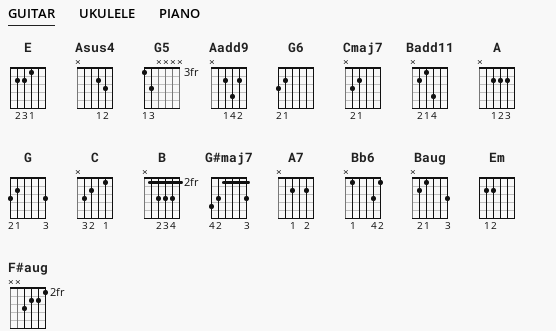 GUITAR UKULELE PIANO
E Asus4 G5 Aadd9 G6 Cmaj7 Badd11 A
× × × × × × × × × ×
3fr
231 12 13 142 21 21 214 123
G C B G#maj7 A7 Bb6 Baug Em
× × × × ×
2fr
21 3 32 1 234 42 3 1 2 1 42 21 3 12
F#aug
××
2fr